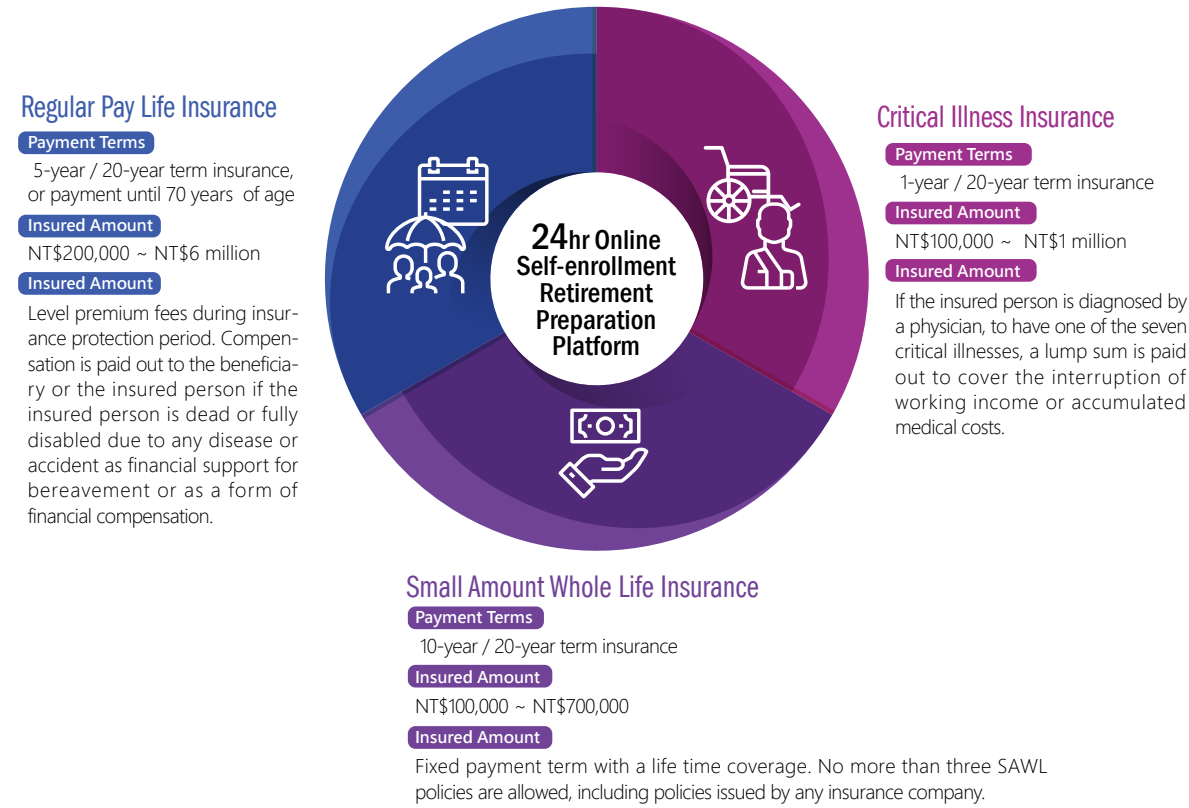 24hr Online
Self-enrollment
Retirement
Preparation
Platform
Regular Pay Life Insurance
Payment Terms
5-year / 20-year term insurance,
or payment until 70 years of age
Insured Amount
NT$200,000 ~ NT$6 million
Insured Amount
Level premium fees during insur-
ance protection period. Compen-
sation is paid out to the beneficia-
ry or the insured person if the
insured person is dead or fully
disabled due to any disease or
accident as financial support for
bereavement or as a form of
financial compensation.
Critical Illness Insurance
Payment Terms
1-year / 20-year term insurance
Insured Amount
NT$100,000 ~ NT$1 million
Insured Amount
If the insured person is diagnosed by
a physician, to have one of the seven
critical illnesses, a lump sum is paid
out to cover the interruption of
working income or accumulated
medical costs.
Small Amount Whole Life Insurance
Payment Terms
10-year / 20-year term insurance
Insured Amount
NT$100,000 ~ NT$700,000
Insured Amount
Fixed payment term with a life time coverage. No more than three SAWL
policies are allowed, including policies issued by any insurance company.